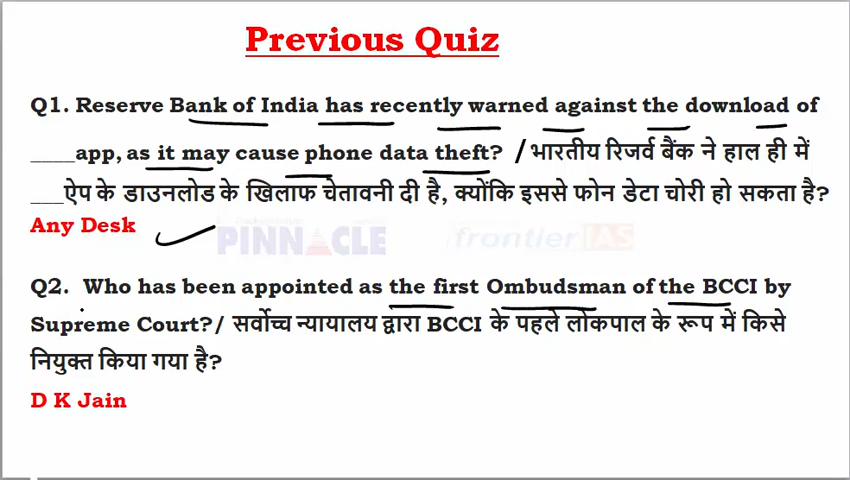 Previous Quiz
Q1. Reserve Bank of India has recently warned against the download of
____app, as it may cause phone data theft? /भारतीय रिजर्व बैंक ने हाल ही में
___ऐप के डाउनलोड के खिलाफ चेतावनी दी है, क्योंकि इससे फोन डेटा चोरी हो सकता है?
Any Desk
PINNACLE frontier IAS
Q2. Who has been appointed as the first Ombudsman of the BCCI by
Supreme Court?/ सर्वोच्च न्यायालय द्वारा BCCI के पहले लोकपाल के रूप में किसे
नियुक्त किया गया है?
D K Jain